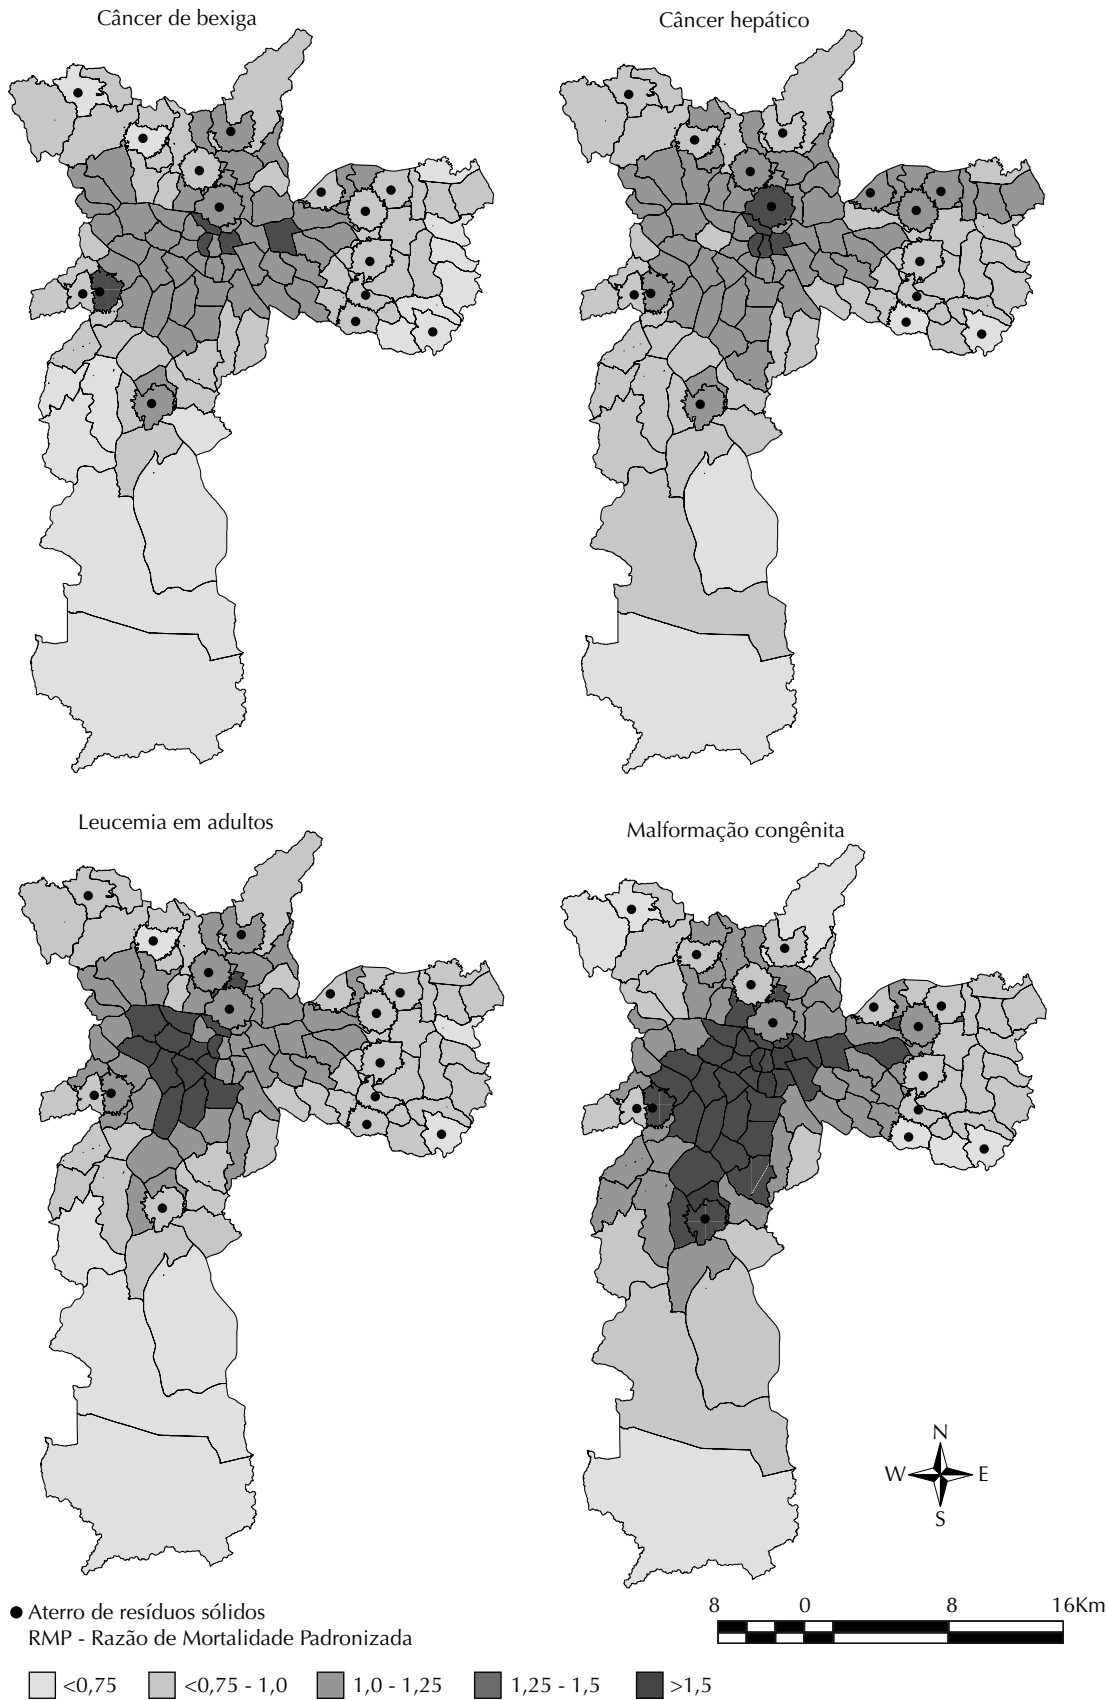 Câncer de bexiga
Câncer hepático
Leucemia em adultos
Malformação congênita
N
W E
S
Aterro de resíduos sólidos
RMP - Razão de Mortalidade Padronizada
8 0 8 16Km
<0,75 <0,75 - 1,0 1,0 - 1,25 1,25 - 1,5 >1,5